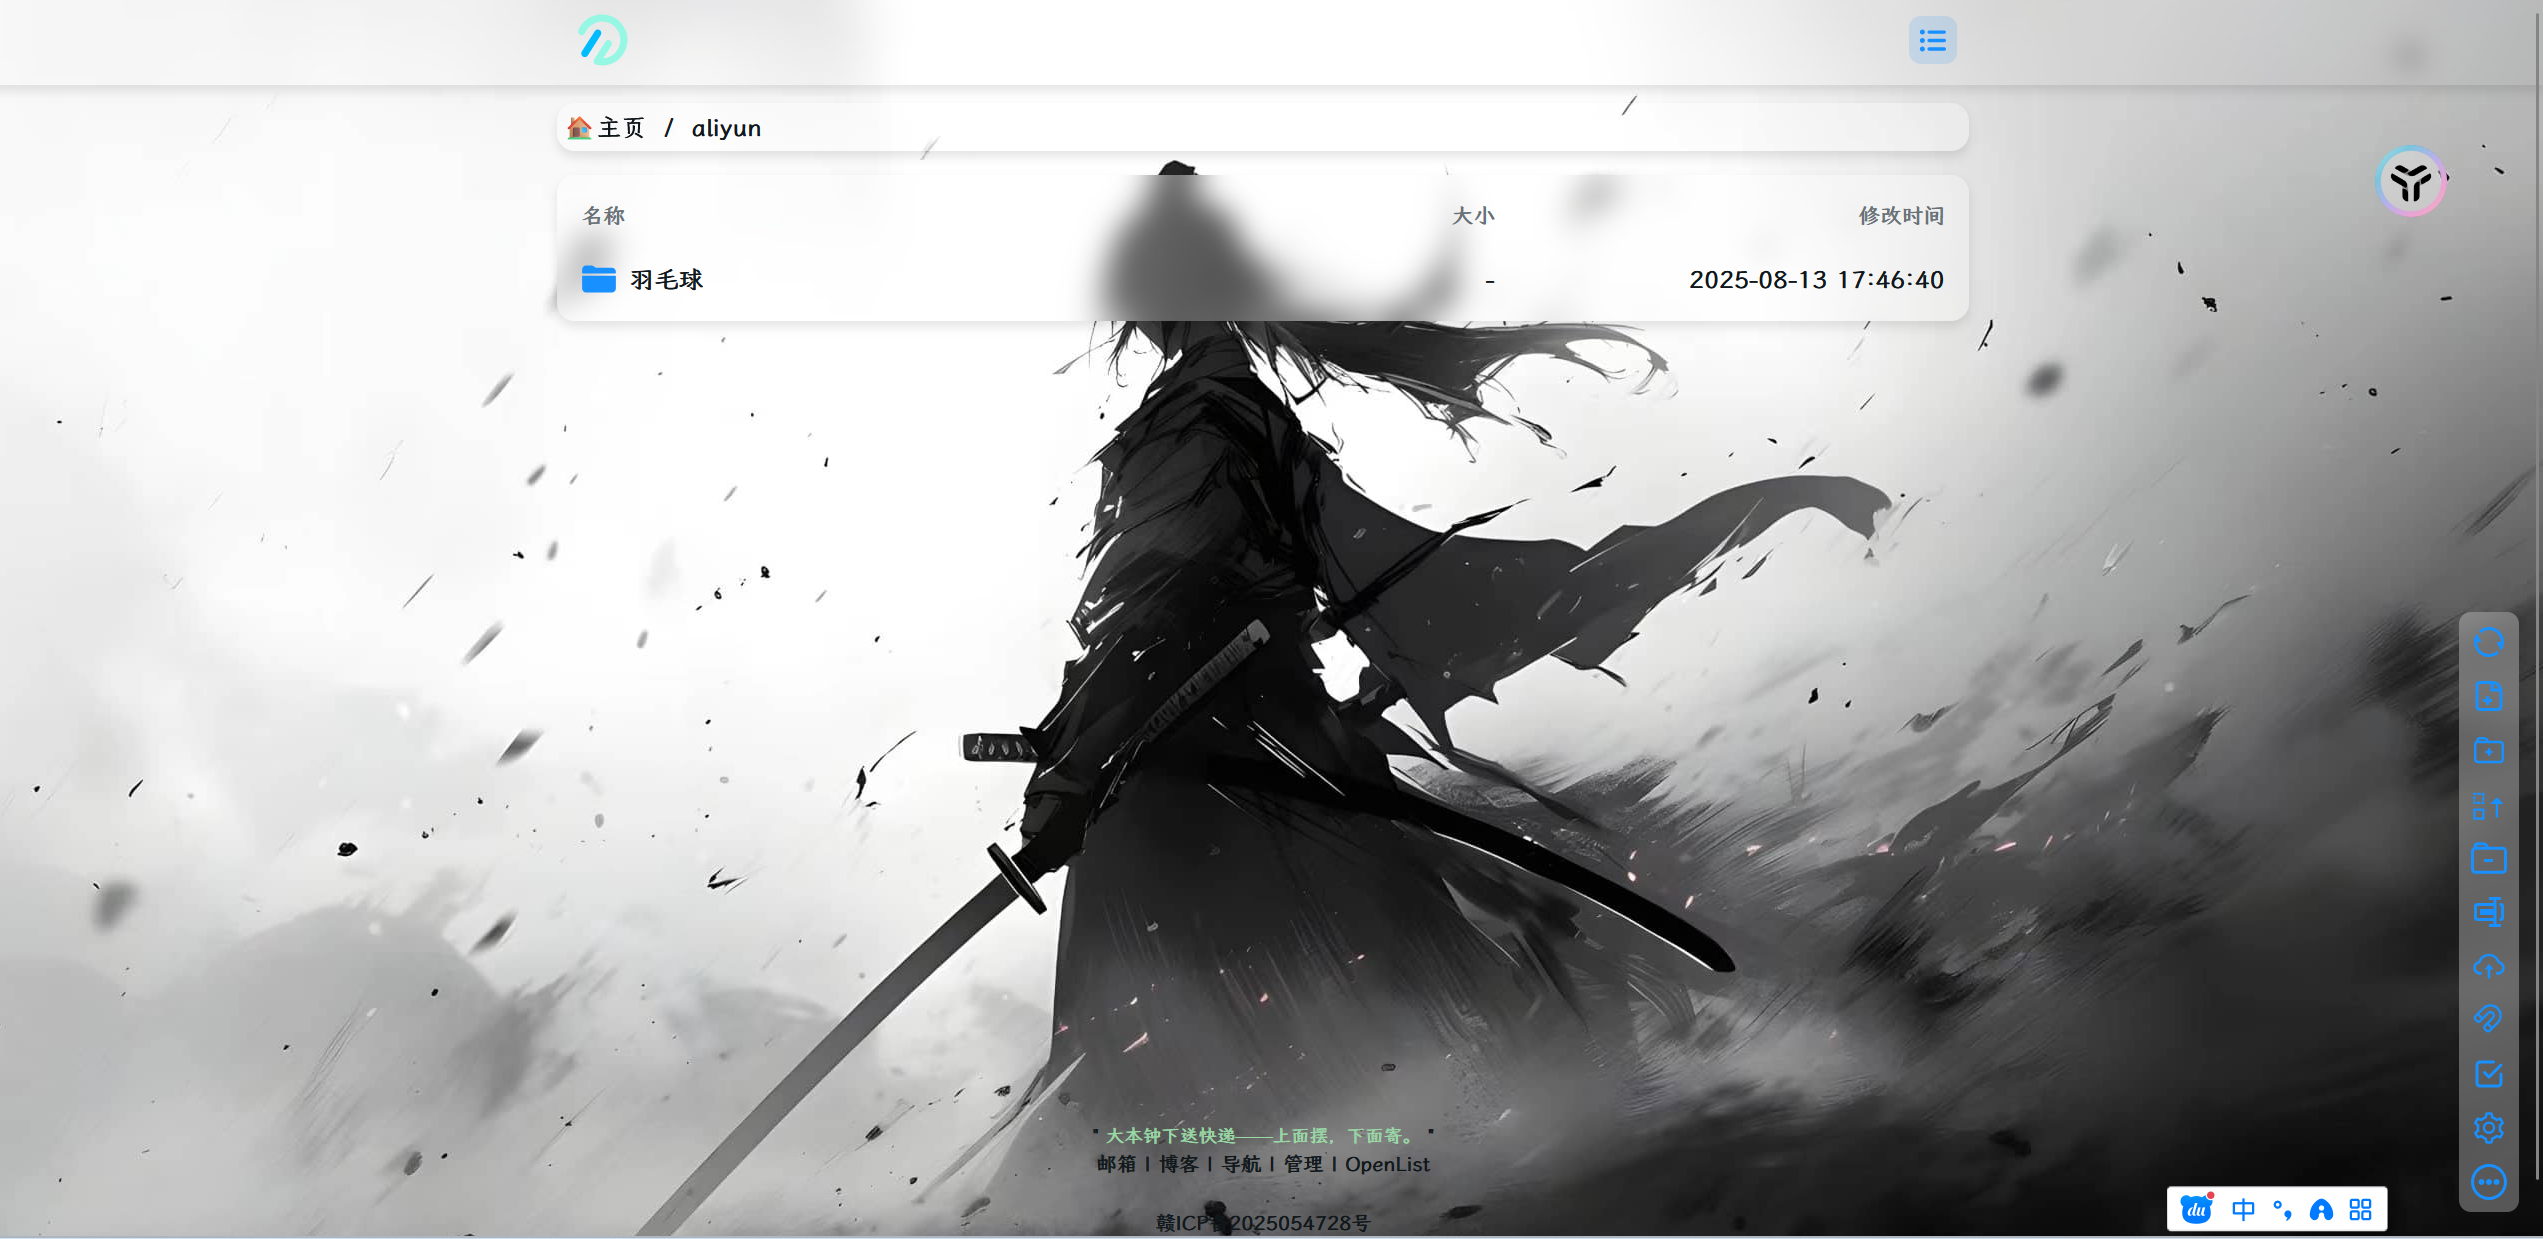 主页 / aliyun
名称 大小 修改时间
羽毛球 - 2025-08-13 17:46:40
" 大本钟下送快递——上面摆，下面寄。 "
邮箱 | 博客 | 导航 | 管理 | OpenList
赣ICP备2025054728号
du 中 °,